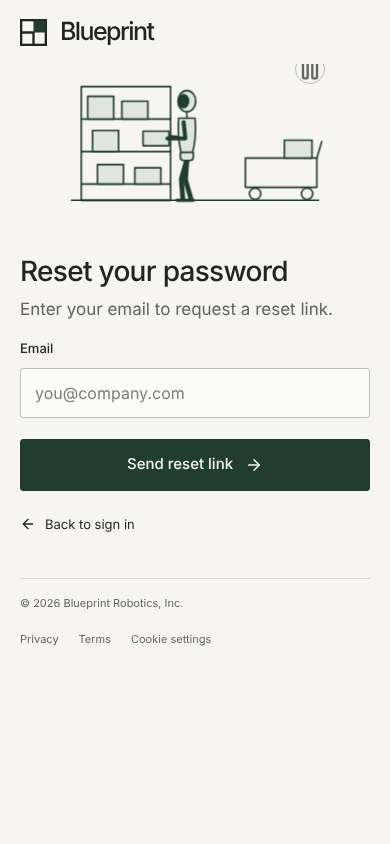 Blueprint
Reset your password
Enter your email to request a reset link.
Email
you@company.com
Send reset link
Back to sign in
© 2026 Blueprint Robotics, Inc.
Privacy Terms Cookie settings